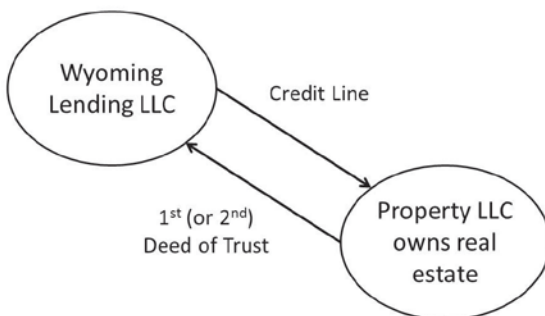 Wyoming
Lending LLC
Credit Line
1st (or 2nd)
Deed of Trust
Property LLC
owns real
estate